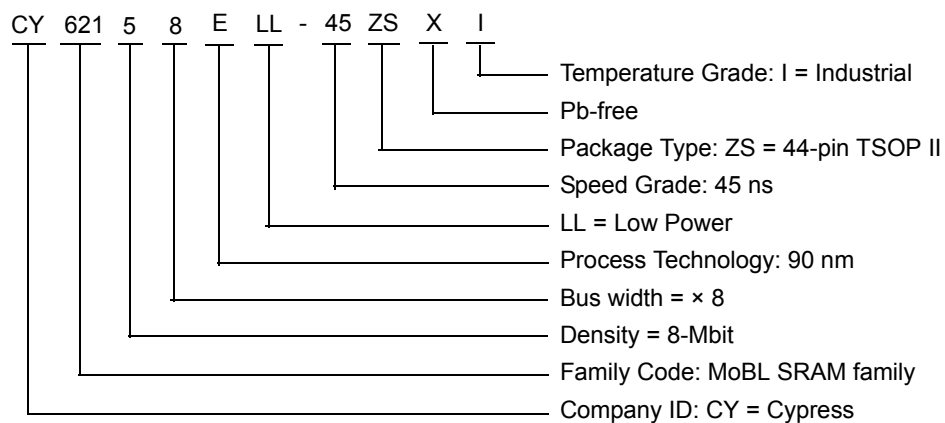 CY 621 5 8 E LL - 45 ZS X I
Temperature Grade: I = Industrial
Pb-free
Package Type: ZS = 44-pin TSOP II
Speed Grade: 45 ns
LL = Low Power
Process Technology: 90 nm
Bus width = × 8
Density = 8-Mbit
Family Code: MoBL SRAM family
Company ID: CY = Cypress